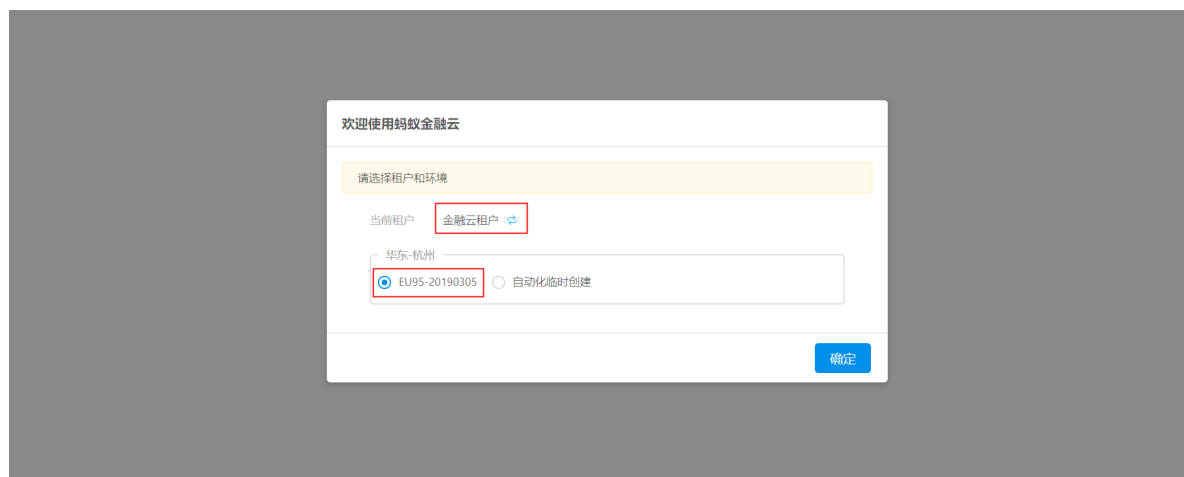 欢迎使用蚂蚁金融云
请选择租户和环境
当前租户 金融云租户
华东-杭州
EU95-20190305 自动化临时创建
确定